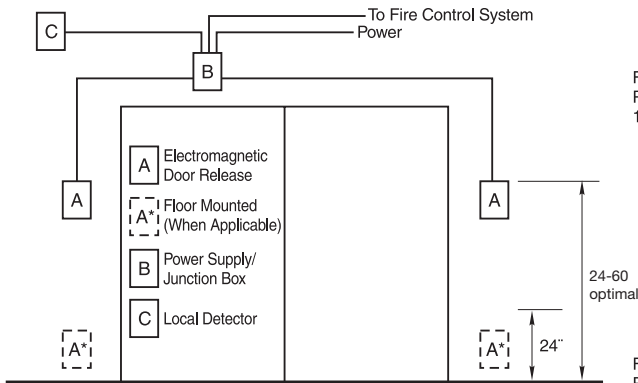 C
To Fire Control System
Power
B
A
Electromagnetic
Door Release
A*
Floor Mounted
(When Applicable)
B
Power Supply/
Junction Box
C
Local Detector
A
A
24-60
optimal
A*
A*
24¨